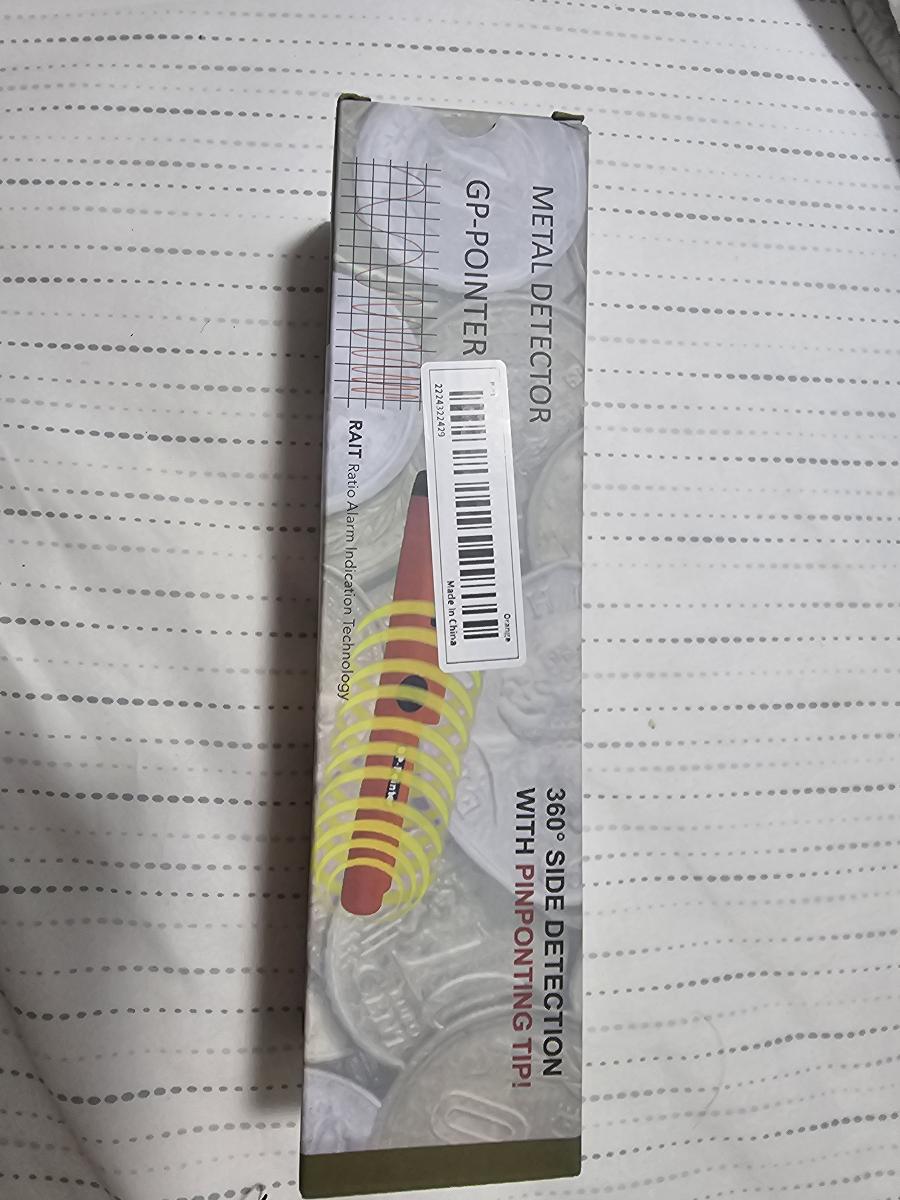 METAL DETECTOR
GP-POINTER
2224322429
Orange
Made in China
RAIT Ratio Alarm Indication Technology
360° SIDE DETECTION
WITH PINPONTING TIP!